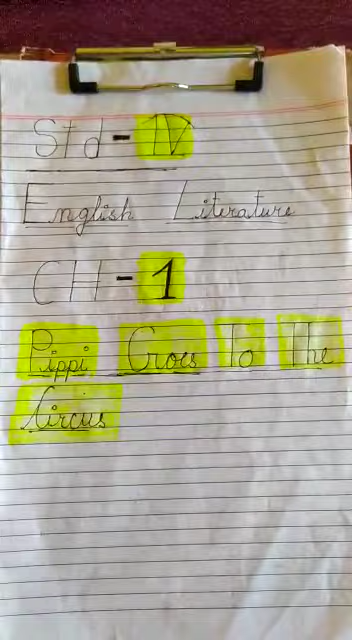 Std - IV
English Literature
CH - 1
Pippi Goes To The
Circus